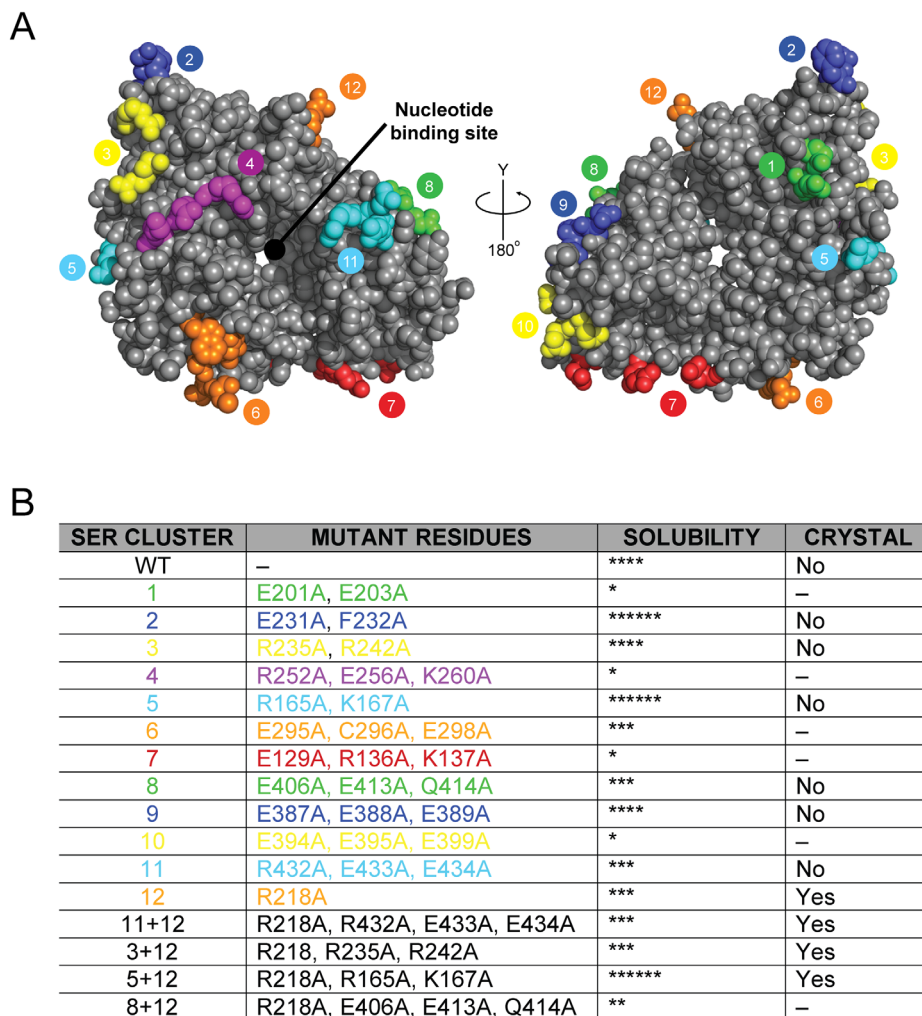 A
2
12
Nucleotide
binding site
3
4
8
5
11
6
7
Y
180°
2
12
1
3
8
9
5
10
7
6
B
SER CLUSTER MUTANT RESIDUES SOLUBILITY CRYSTAL
WT – **** No
1 E201A, E203A * –
2 E231A, F232A ****** No
3 R235A, R242A **** No
4 R252A, E256A, K260A * –
5 R165A, K167A ****** No
6 E295A, C296A, E298A *** –
7 E129A, R136A, K137A * –
8 E406A, E413A, Q414A *** No
9 E387A, E388A, E389A **** No
10 E394A, E395A, E399A * –
11 R432A, E433A, E434A *** No
12 R218A *** Yes
11+12 R218A, R432A, E433A, E434A *** Yes
3+12 R218, R235A, R242A *** Yes
5+12 R218A, R165A, K167A ****** Yes
8+12 R218A, E406A, E413A, Q414A ** –